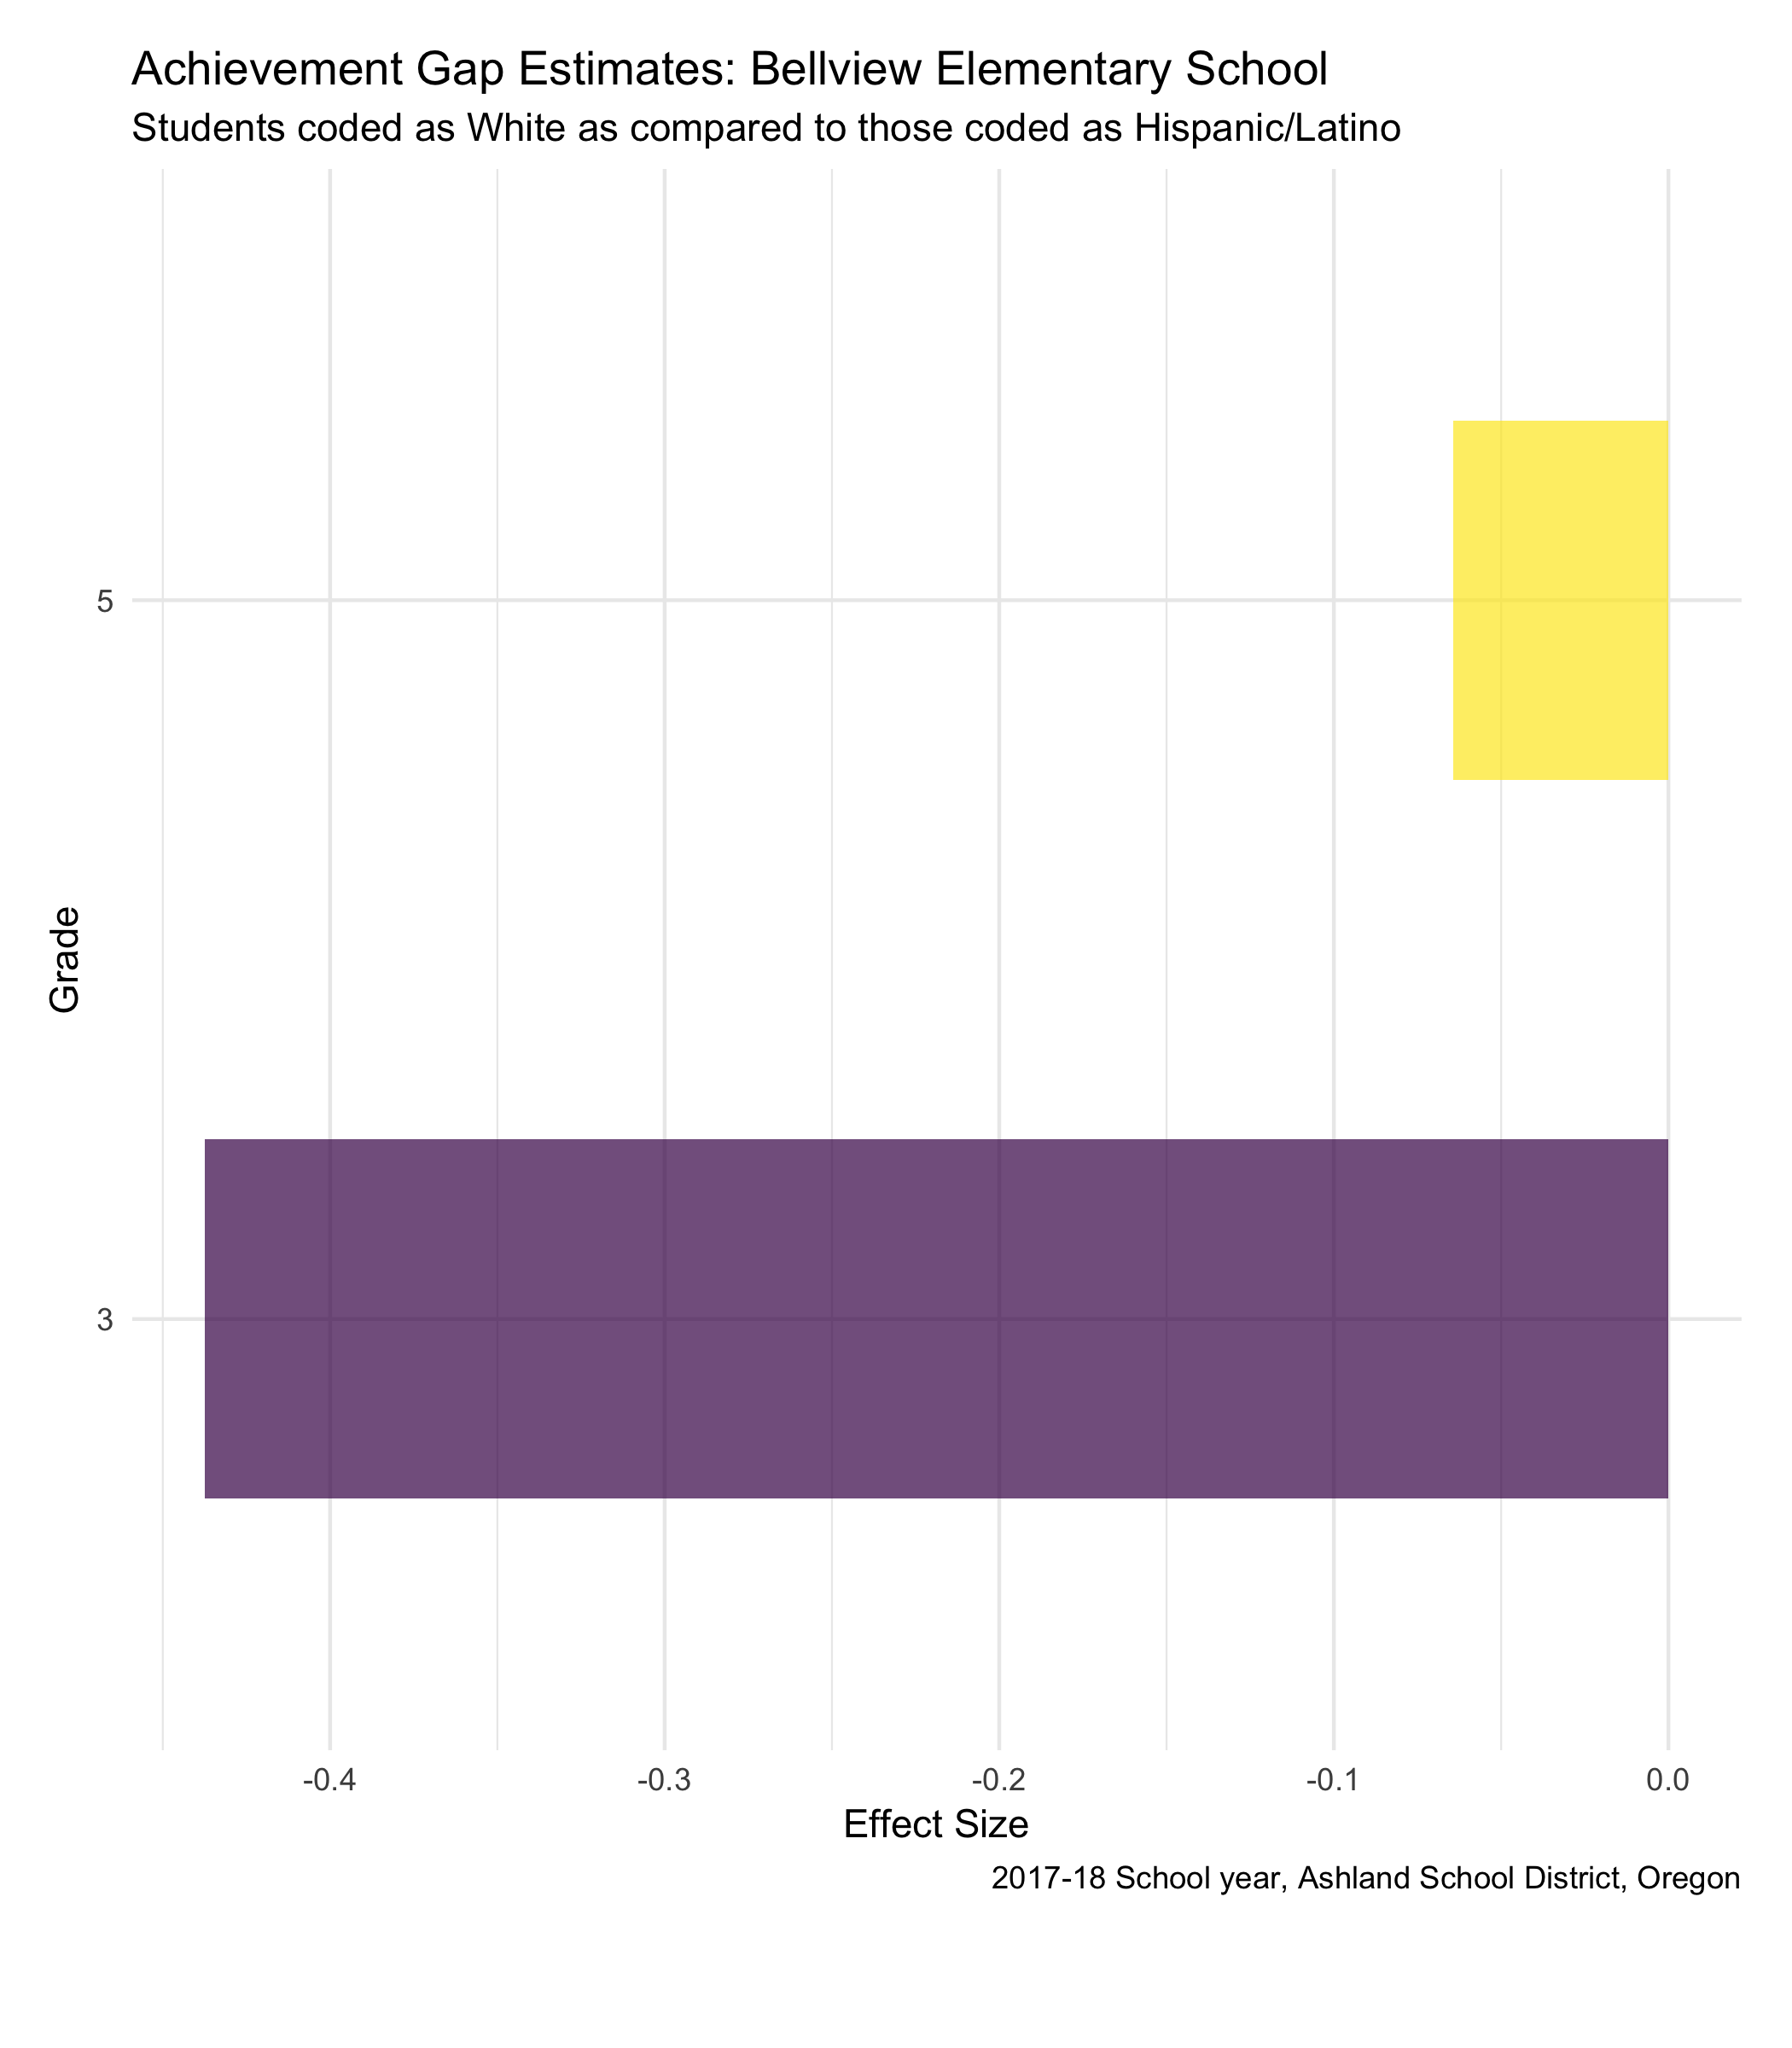 Achievement Gap Estimates: Bellview Elementary School
Students coded as White as compared to those coded as Hispanic/Latino
5
Grade
3
-0.4 -0.3 -0.2 -0.1 0.0
Effect Size
2017-18 School year, Ashland School District, Oregon